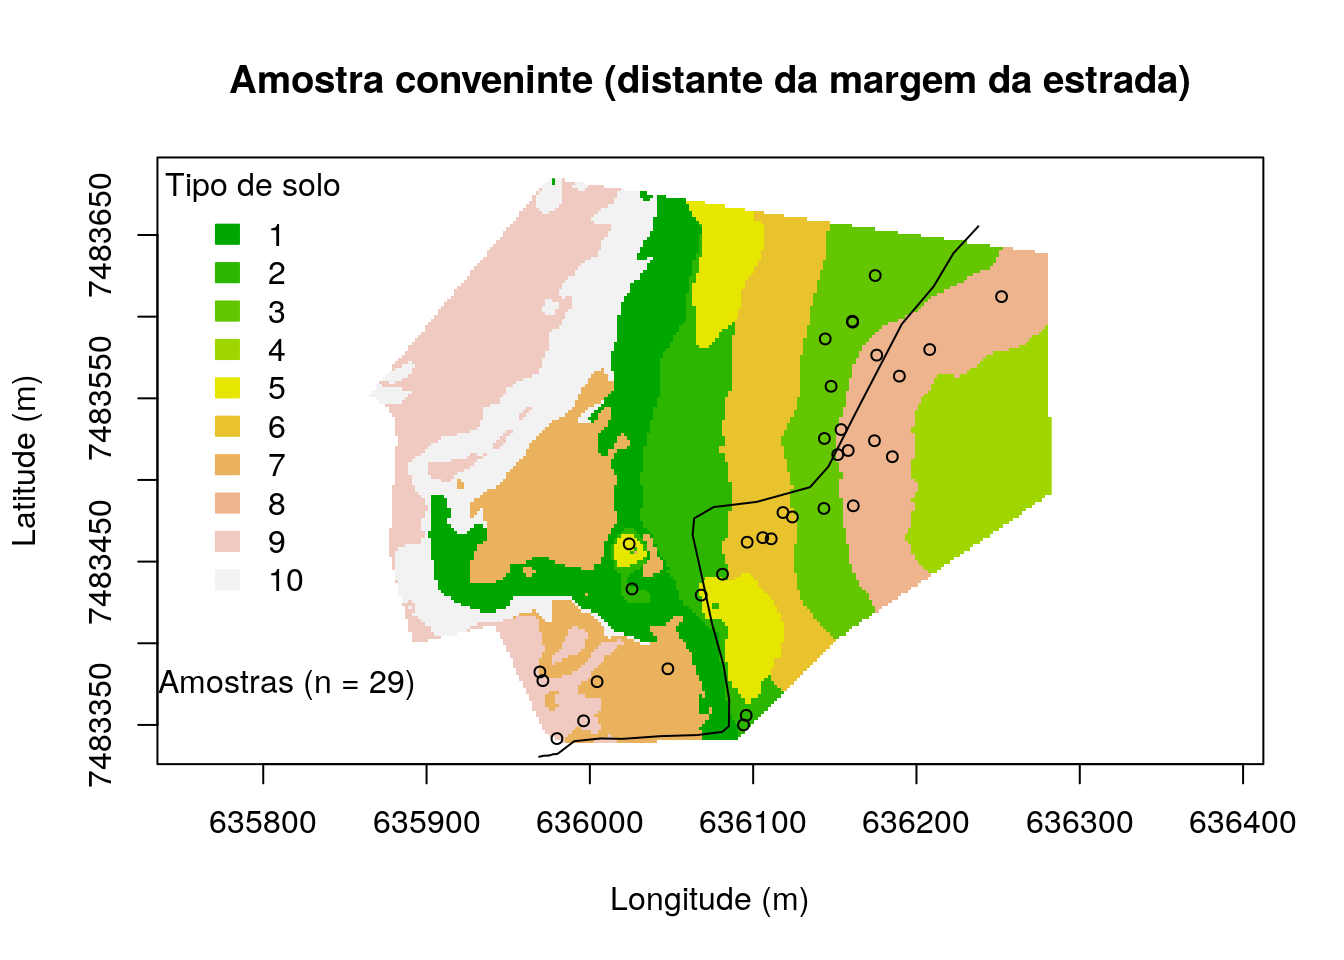 Amostra conveninte (distante da margem da estrada)
Tipo de solo
1
2
3
4
5
6
7
8
9
10
Amostras (n = 29)
Latitude (m)
7483350
7483450
7483550
7483650
635800 635900 636000 636100 636200 636300 636400
Longitude (m)